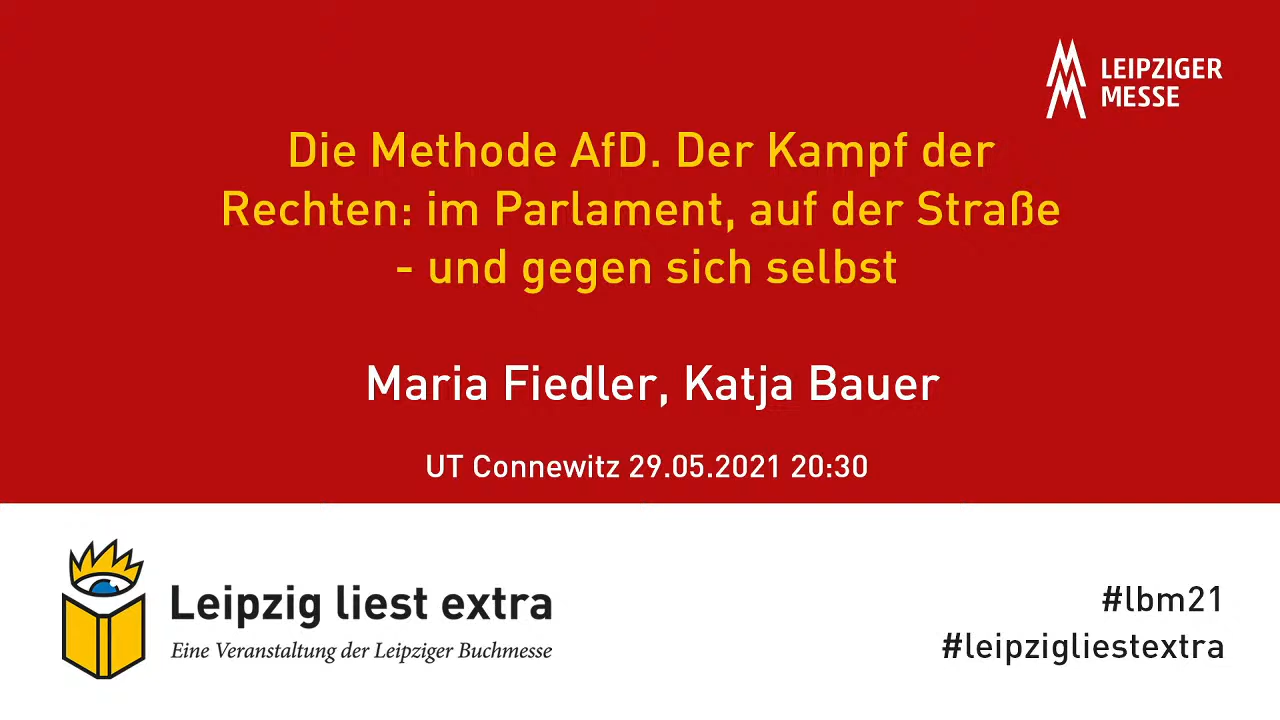 LEIPZIGER
MESSE
Die Methode AfD. Der Kampf der
Rechten: im Parlament, auf der Straße
- und gegen sich selbst
Maria Fiedler, Katja Bauer
UT Connewitz 29.05.2021 20:30
Leipzig liest extra
Eine Veranstaltung der Leipziger Buchmesse
#lbm21
#leipzigliestextra